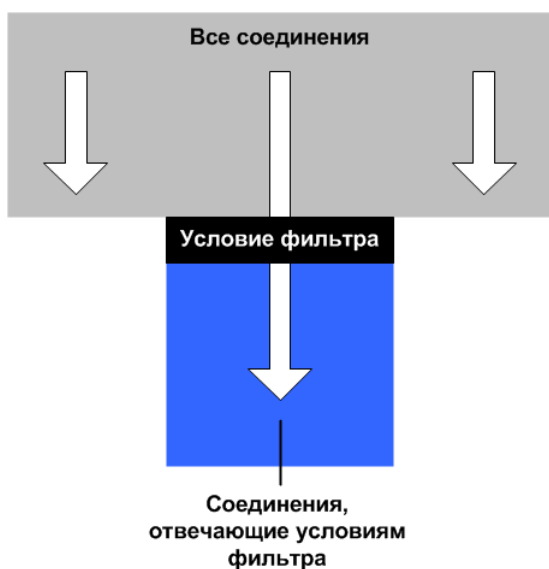 Все соединения
Условие фильтра
Соединения,
отвечающие условиям
фильтра